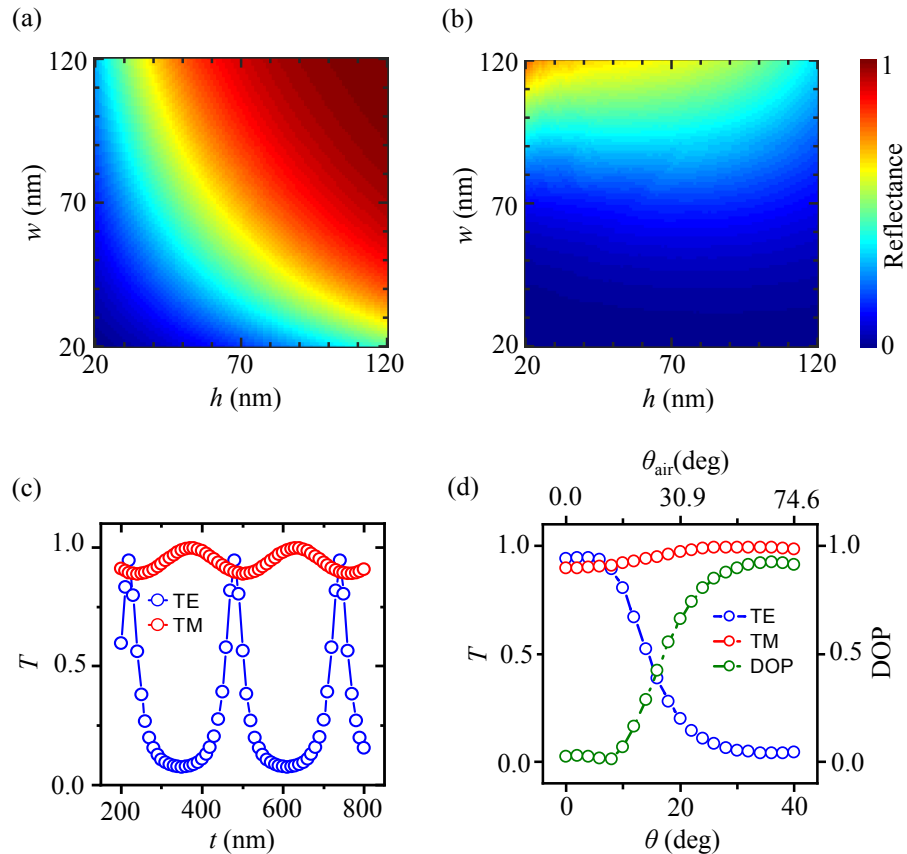 (a)
(b)
120
70
20
w (nm)
20
70
120
h (nm)
120
70
20
w (nm)
20
70
120
h (nm)
1
0
Reflectance
(c)
1.0
0.5
0.0
T
TE
TM
200
400
600
800
t (nm)
(d)
θair(deg)
0.0
30.9
74.6
1.0
0.5
0.0
T
TE
TM
DOP
1.0
0.5
0.0
DOP
0
20
40
θ (deg)